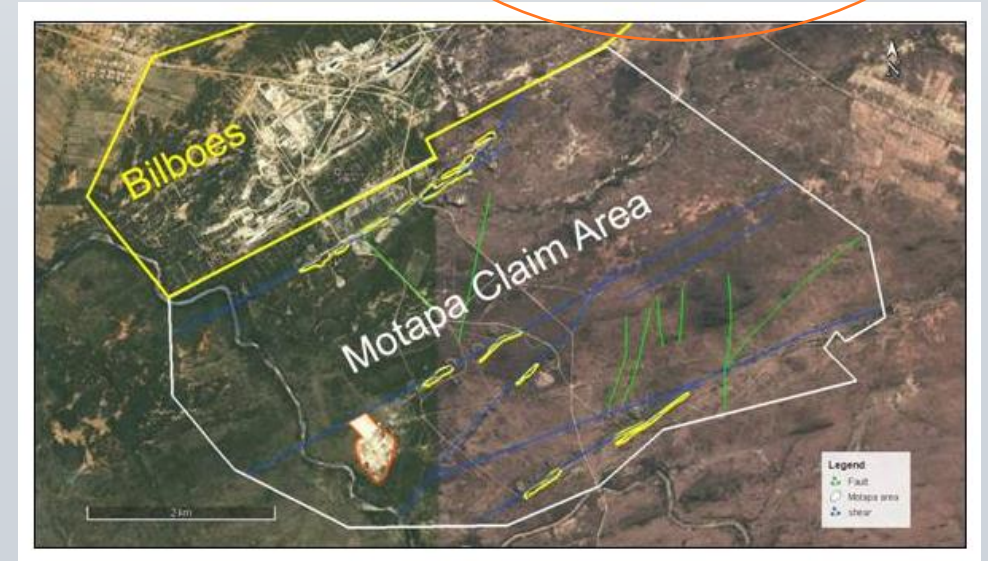 Bilboes
N
Motapa Claim Area
Legend
Fault
Motapa area
shear
2 km